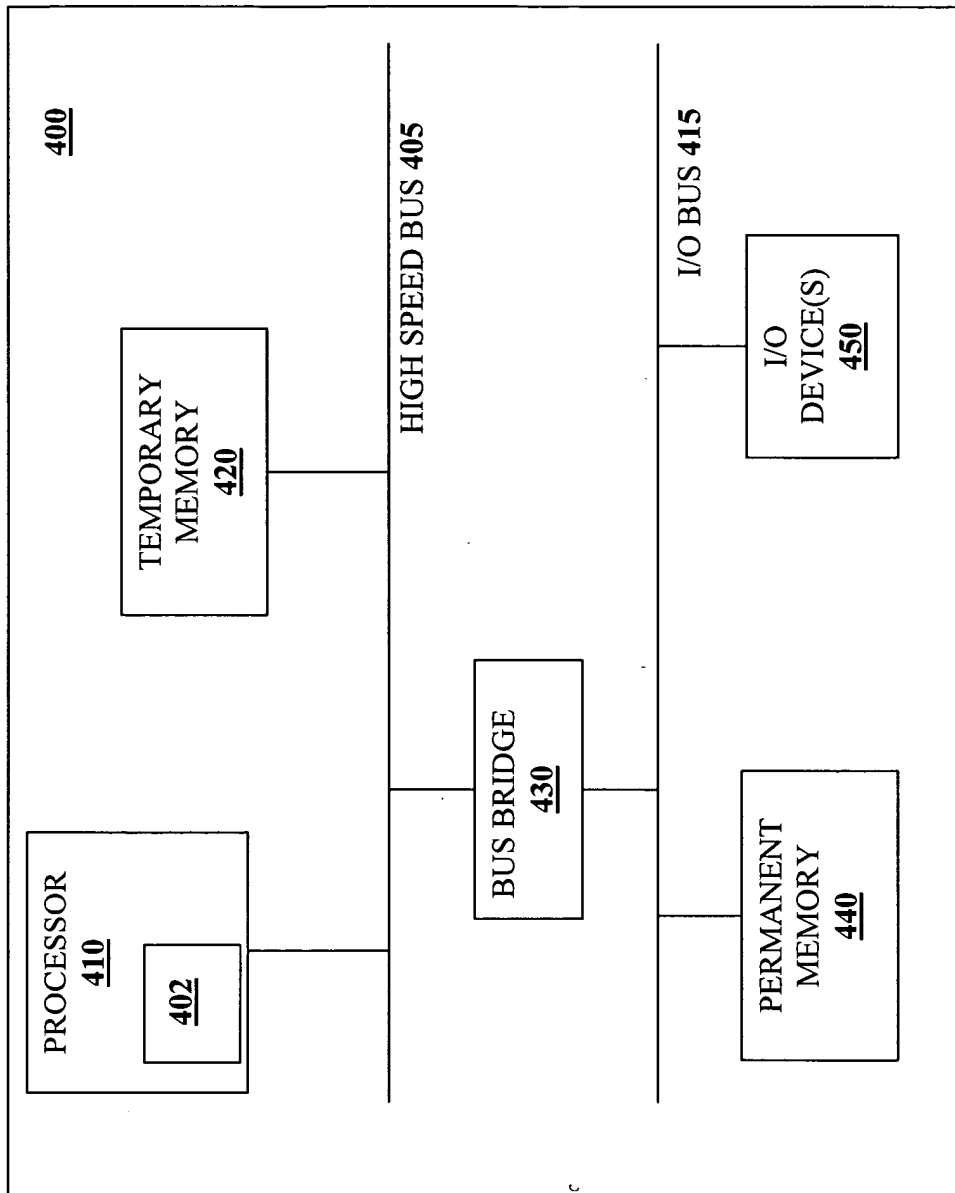 400
PROCESSOR
410
402
TEMPORARY
MEMORY
420
HIGH SPEED BUS 405
BUS BRIDGE
430
I/O BUS 415
PERMANENT
MEMORY
440
I/O
DEVICE(S)
450